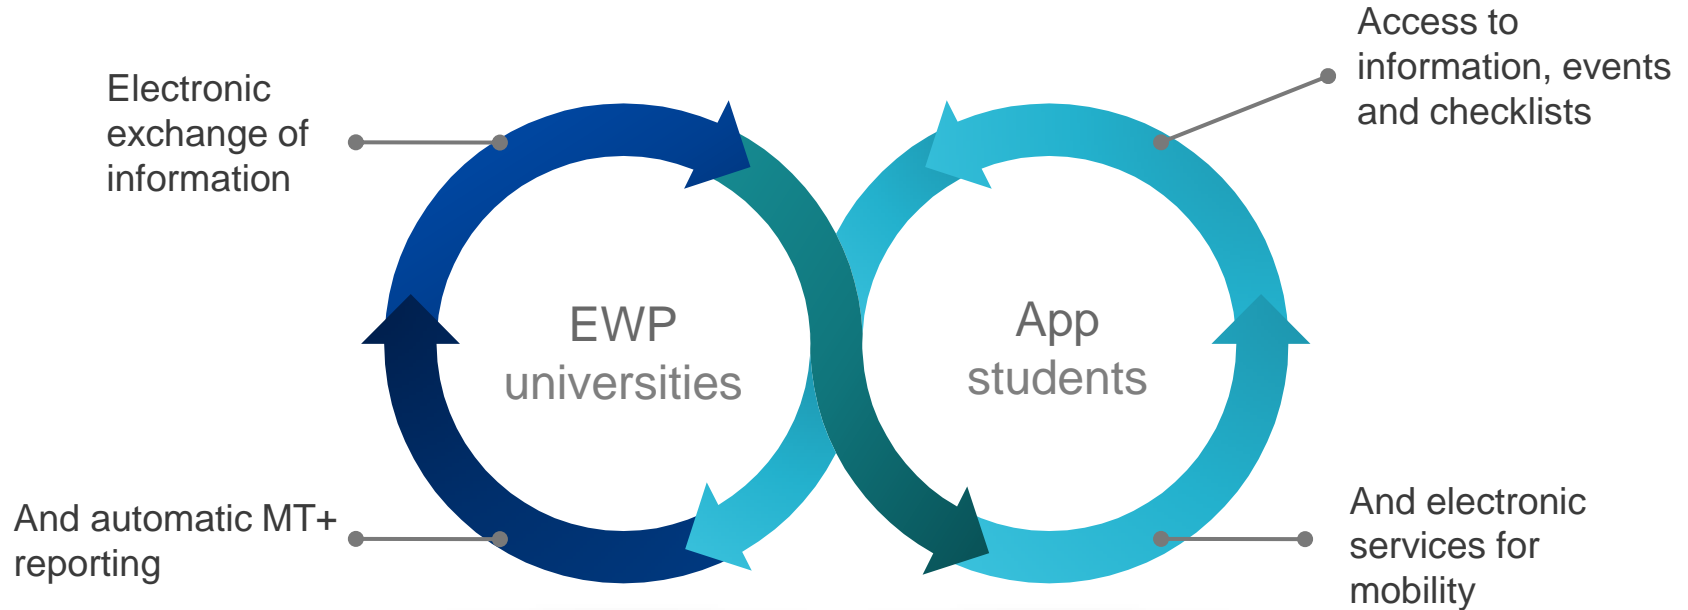 Electronic
exchange of
information
Access to
information, events
and checklists
EWP
universities
App
students
And automatic MT+
reporting
And electronic
services for
mobility